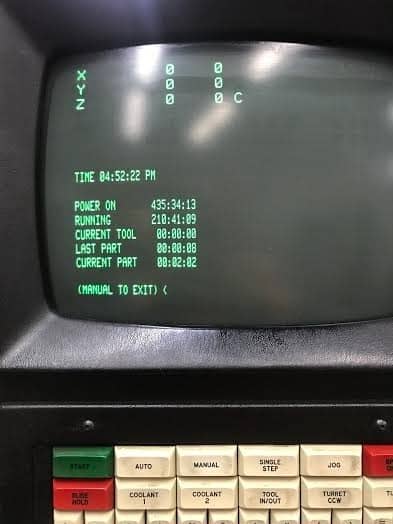 X 0 0
Y 0 0
Z 0 0 C
TIME 04:52:22 PM
POWER ON 435:34:13
RUNNING 210:41:09
CURRENT TOOL 00:00:00
LAST PART 00:00:08
CURRENT PART 00:02:02
(MANUAL TO EXIT) <
START
AUTO
MANUAL
SINGLE
STEP
JOG
SLIDE
HOLD
COOLANT
1
COOLANT
2
TOOL
IN/OUT
TURRET
CCW